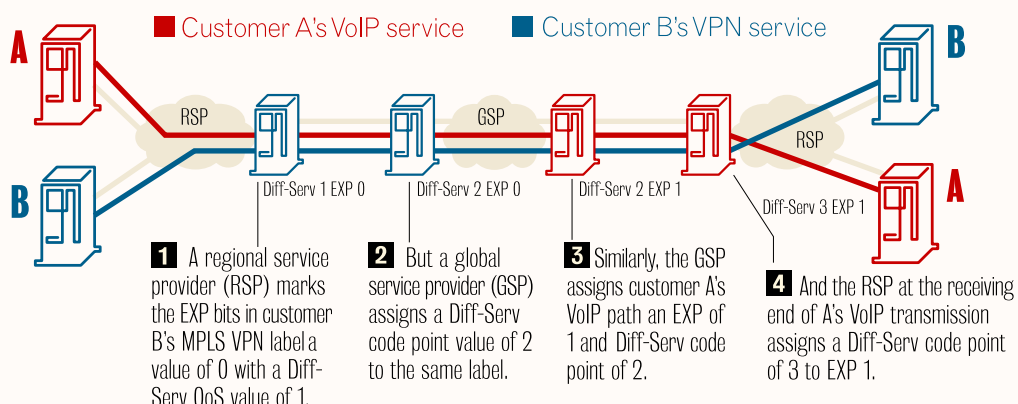 Customer A's VoIP service
Customer B's VPN service
A
B
RSP
GSP
RSP
B
A
Diff-Serv 1 EXP 0
Diff-Serv 2 EXP 0
Diff-Serv 2 EXP 1
Diff-Serv 3 EXP 1
1 A regional service
provider (RSP) marks
the EXP bits in customer
B's MPLS VPN label a
value of 0 with a Diff-
Serv QoS value of 1.
2 But a global
service provider (GSP)
assigns a Diff-Serv
code point value of 2
to the same label.
3 Similarly, the GSP
assigns customer A's
VoIP path an EXP of
1 and Diff-Serv code
point of 2.
4 And the RSP at the receiving
end of A's VoIP transmission
assigns a Diff-Serv code point
of 3 to EXP 1.